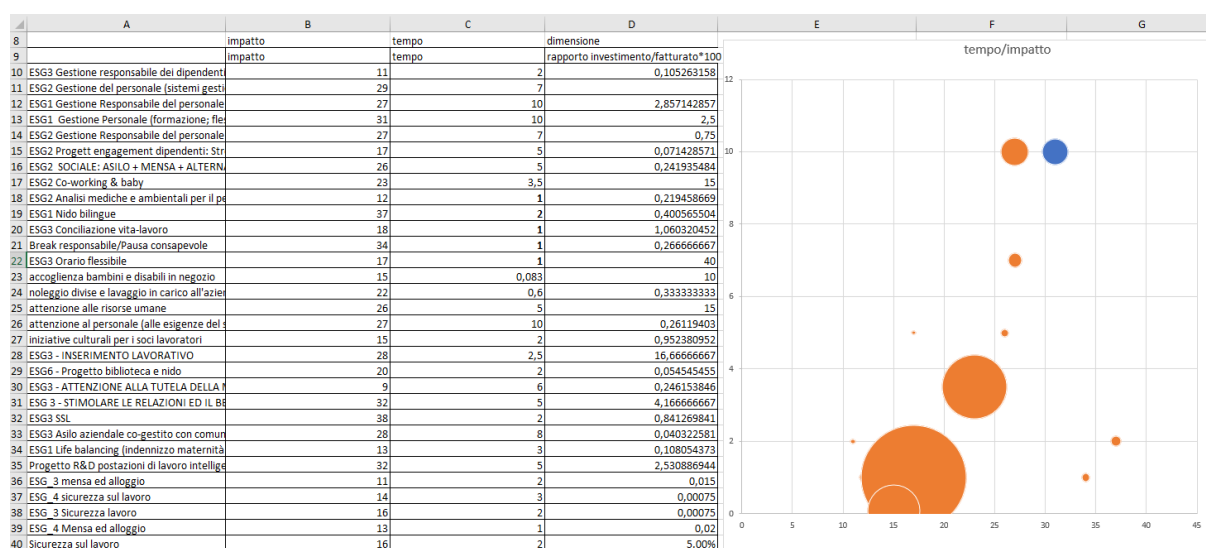 A B C D E F G
8 impatto tempo dimensione
9 impatto tempo rapporto investimento/fatturato*100
10 ESG3 Gestione responsabile dei dipendenti 11 2 0,105263158
11 ESG2 Gestione del personale (sistemi gesti 29 7
12 ESG1 Gestione Responsabile del personale 27 10 2,857142857
13 ESG1 Gestione Personale (formazione; fles 31 10 2,5
14 ESG2 Gestione Responsabile del personale 27 7 0,75
15 ESG2 Progett engagement dipendenti: Str 17 5 0,071428571
16 ESG2 SOCIALE: ASILO + MENSA + ALTERNA 26 5 0,241935484
17 ESG2 Co-working & baby 23 3,5 15
18 ESG2 Analisi mediche e ambientali per il pe 12 1 0,219458669
19 ESG1 Nido bilingue 37 2 0,400565504
20 ESG3 Conciliazione vita-lavoro 18 1 1,060320452
21 Break responsabile/Pausa consapevole 34 1 0,266666667
22 ESG3 Orario flessibile 17 1 40
23 accoglienza bambini e disabili in negozio 15 0,083 10
24 noleggio divise e lavaggio in carico all'azier 22 0,6 0,333333333
25 attenzione alle risorse umane 26 5 15
26 attenzione al personale (alle esigenze del s 27 10 0,26119403
27 iniziative culturali per i soci lavoratori 15 2 0,952380952
28 ESG3 - INSERIMENTO LAVORATIVO 28 2,5 16,66666667
29 ESG6 - Progetto biblioteca e nido 20 2 0,054545455
30 ESG3 - ATTENZIONE ALLA TUTELA DELLA 9 6 0,246153846
31 ESG 3 - STIMOLARE LE RELAZIONI ED IL BE 32 5 4,166666667
32 ESG3 SSL 38 2 0,841269841
33 ESG3 Asilo aziendale co-gestito con comun 28 8 0,040322581
34 ESG1 Life balancing (indennizzo maternità 13 3 0,108054373
35 Progetto R&D postazioni di lavoro intellige 32 5 2,530886944
36 ESG_3 mensa ed alloggio 11 2 0,015
37 ESG_4 sicurezza sul lavoro 14 3 0,00075
38 ESG_3 Sicurezza lavoro 16 2 0,00075
39 ESG_4 Mensa ed alloggio 13 1 0,02
40 Sicurezza sul lavoro 16 2 5.00%
tempo/impatto
12
10
8
6
4
2
0
0 5 10 15 20 25 30 35 40 45